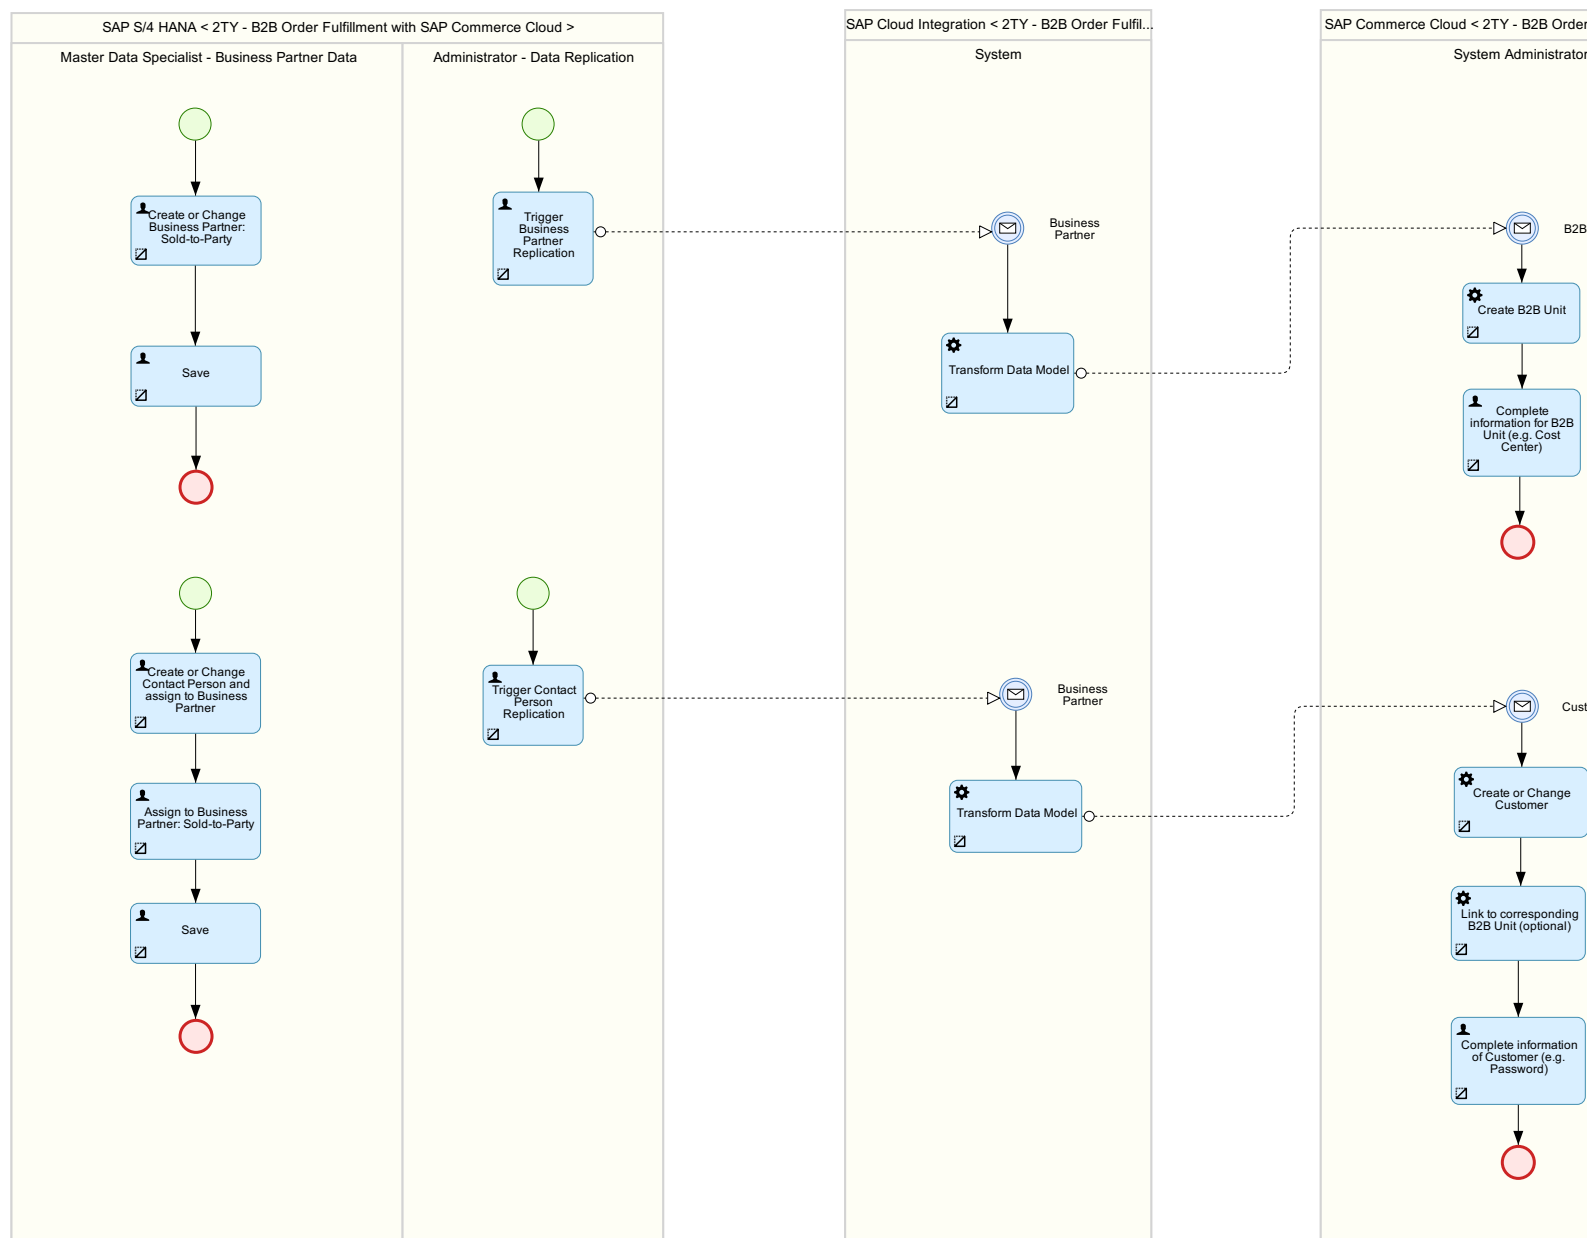 SAP S/4 HANA < 2TY - B2B Order Fulfillment with SAP Commerce Cloud >
Master Data Specialist - Business Partner Data
Administrator - Data Replication
Create or Change
Business Partner:
Sold-to-Party
Save
Trigger
Business
Partner
Replication
Create or Change
Contact Person and
assign to Business
Partner
Assign to Business
Partner: Sold-to-Party
Save
Trigger Contact
Person
Replication
SAP Cloud Integration < 2TY - B2B Order Fulfil...
System
Business
Partner
Transform Data Model
Business
Partner
Transform Data Model
SAP Commerce Cloud < 2TY - B2B Order
System Administrator
B2B
Create B2B Unit
Complete
information for B2B
Unit (e.g. Cost
Center)
Cust
Create or Change
Customer
Link to corresponding
B2B Unit (optional)
Complete information
of Customer (e.g.
Password)